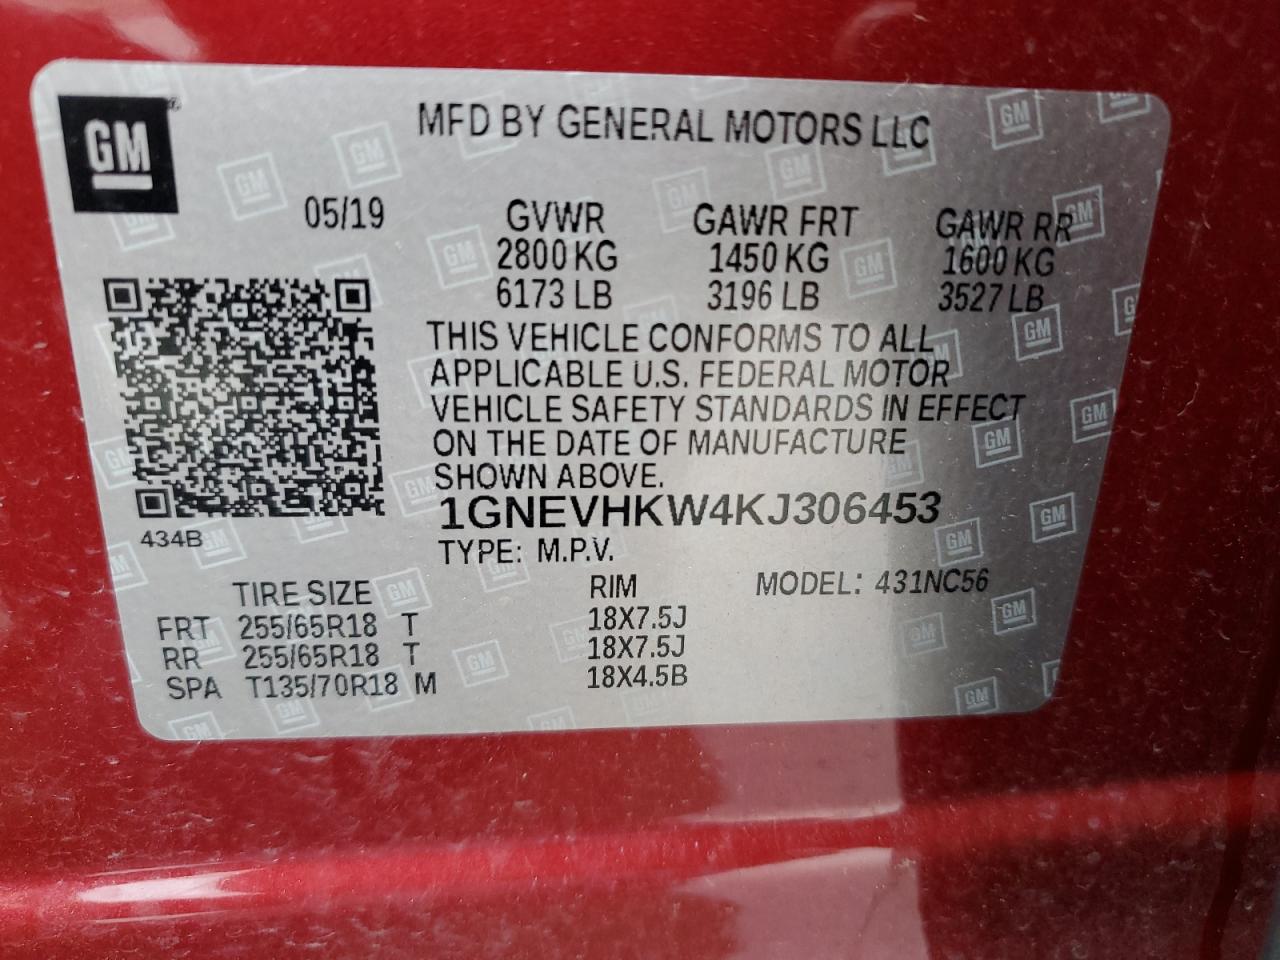 GM
MFD BY GENERAL MOTORS LLC
05/19 GVWR GAWR FRT GAWR RR
2800 KG 1450 KG 1600 KG
6173 LB 3196 LB 3527 LB
THIS VEHICLE CONFORMS TO ALL
APPLICABLE U.S. FEDERAL MOTOR
VEHICLE SAFETY STANDARDS IN EFFECT
ON THE DATE OF MANUFACTURE
SHOWN ABOVE.
1GNEVHKW4KJ306453
434B
TYPE: M.P.V.
TIRE SIZE RIM MODEL: 431NC56
FRT 255/65R18 T 18X7.5J
RR 255/65R18 T 18X7.5J
SPA T135/70R18 M 18X4.5B